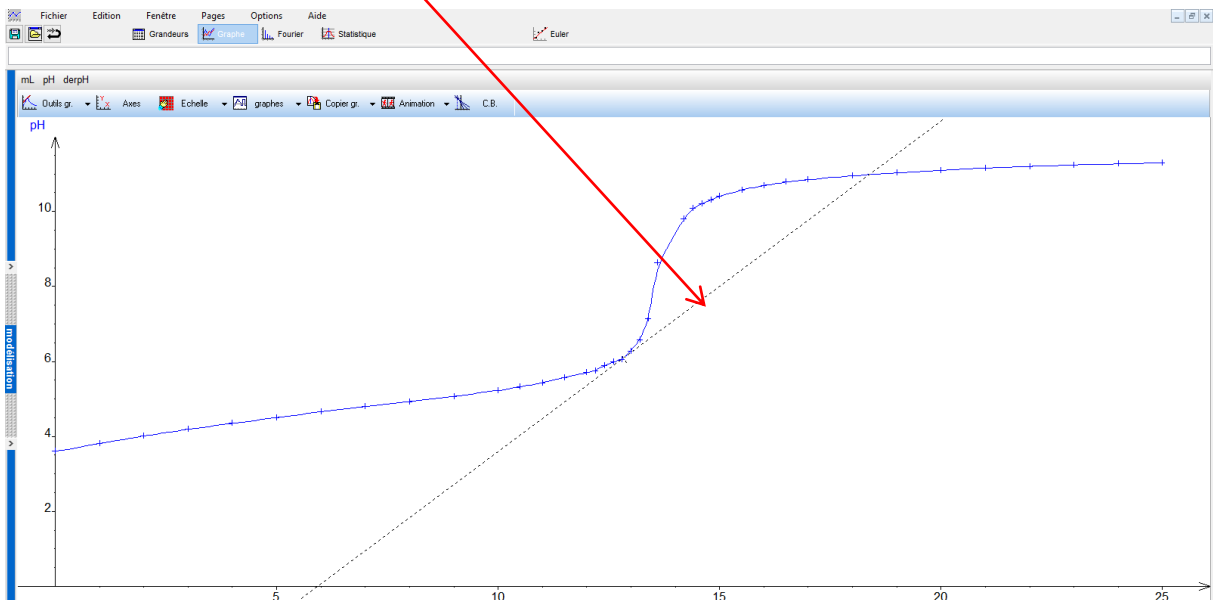 Fichier Edition Fenêtre Pages Options Aide
Grandeurs Graphe Fourier Statistique Euler
mL pH derpH
Outils gr. Axes Echelle graphes Copier gr. Animation C.B.
pH
10
8
6
4
2
5 10 15 20 25
modélisation